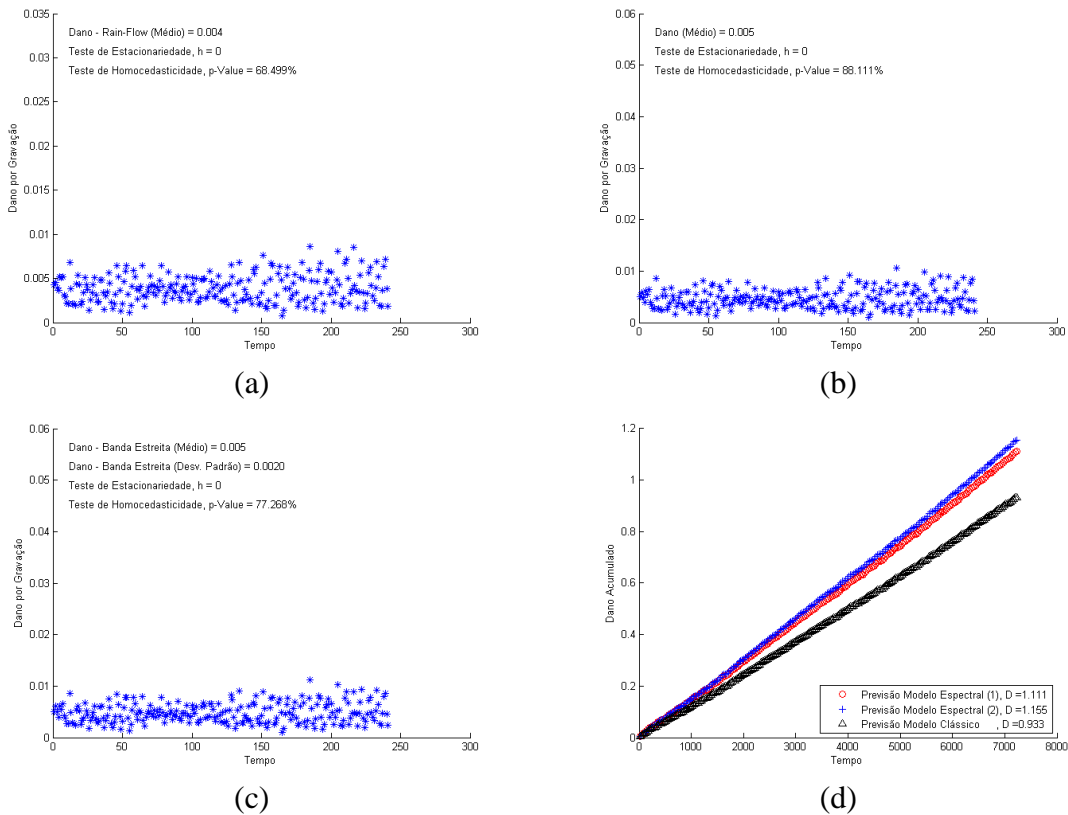 0.035
0.03
0.025
0.02
0.015
0.01
0.005
0
Dano por Gravação
Dano - Rain-Flow (Médio) = 0.004
Teste de Estacionariedade, h = 0
Teste de Homocedasticidade, p-Value = 68.499%
0 50 100 150 200 250 300
Tempo
(a)
0.06
0.05
0.04
0.03
0.02
0.01
0
Dano por Gravação
Dano (Médio) = 0.005
Teste de Estacionariedade, h = 0
Teste de Homocedasticidade, p-Value = 88.111%
0 50 100 150 200 250 300
Tempo
(b)
0.06
0.05
0.04
0.03
0.02
0.01
0
Dano por Gravação
Dano - Banda Estreita (Médio) = 0.005
Dano - Banda Estreita (Desv. Padrão) = 0.0020
Teste de Estacionariedade, h = 0
Teste de Homocedasticidade, p-Value = 77.268%
0 50 100 150 200 250 300
Tempo
(c)
1.2
1
0.8
0.6
0.4
0.2
0
Dano Acumulado
Previsão Modelo Espectral (1), D =1.111
Previsão Modelo Espectral (2), D =1.155
Previsão Modelo Clássico , D =0.933
0 1000 2000 3000 4000 5000 6000 7000 8000
Tempo
(d)